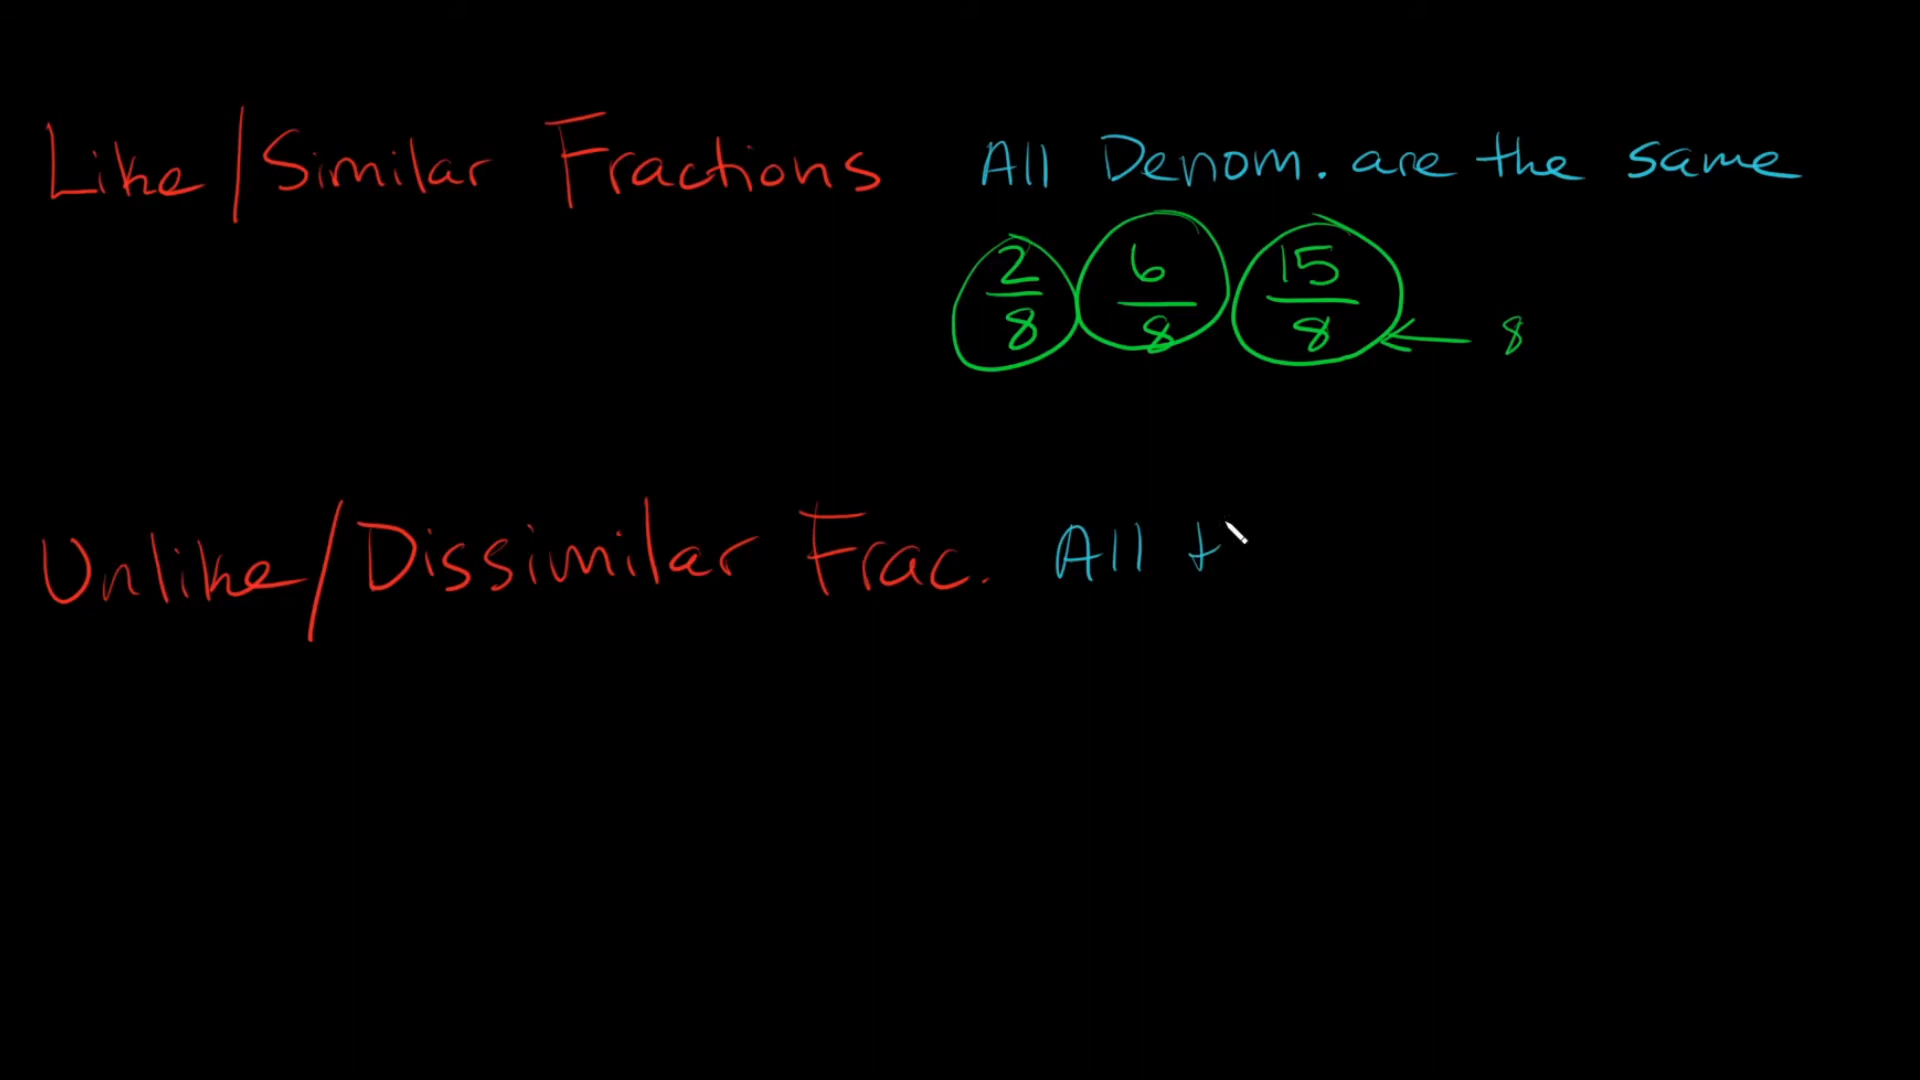 Like/Similar Fractions All Denom. are the same
2/8 6/8 15/8 ← 8
Unlike/Dissimilar Frac. All t